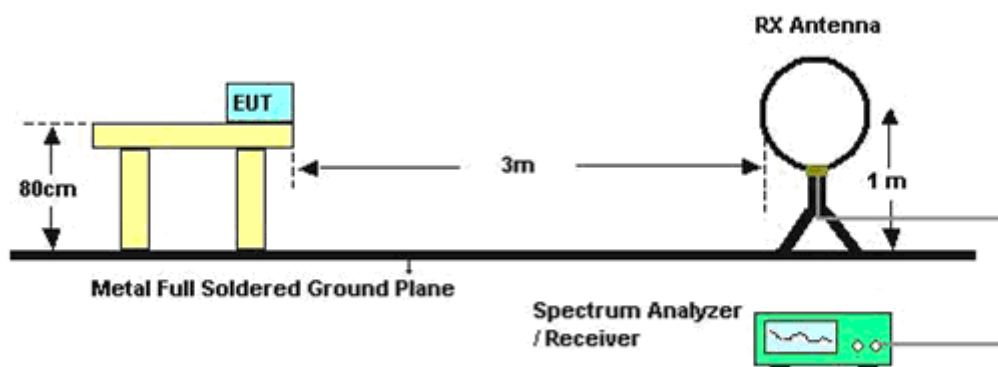 RX Antenna
EUT
3m
80cm
1 m
Metal Full Soldered Ground Plane
Spectrum Analyzer
/ Receiver